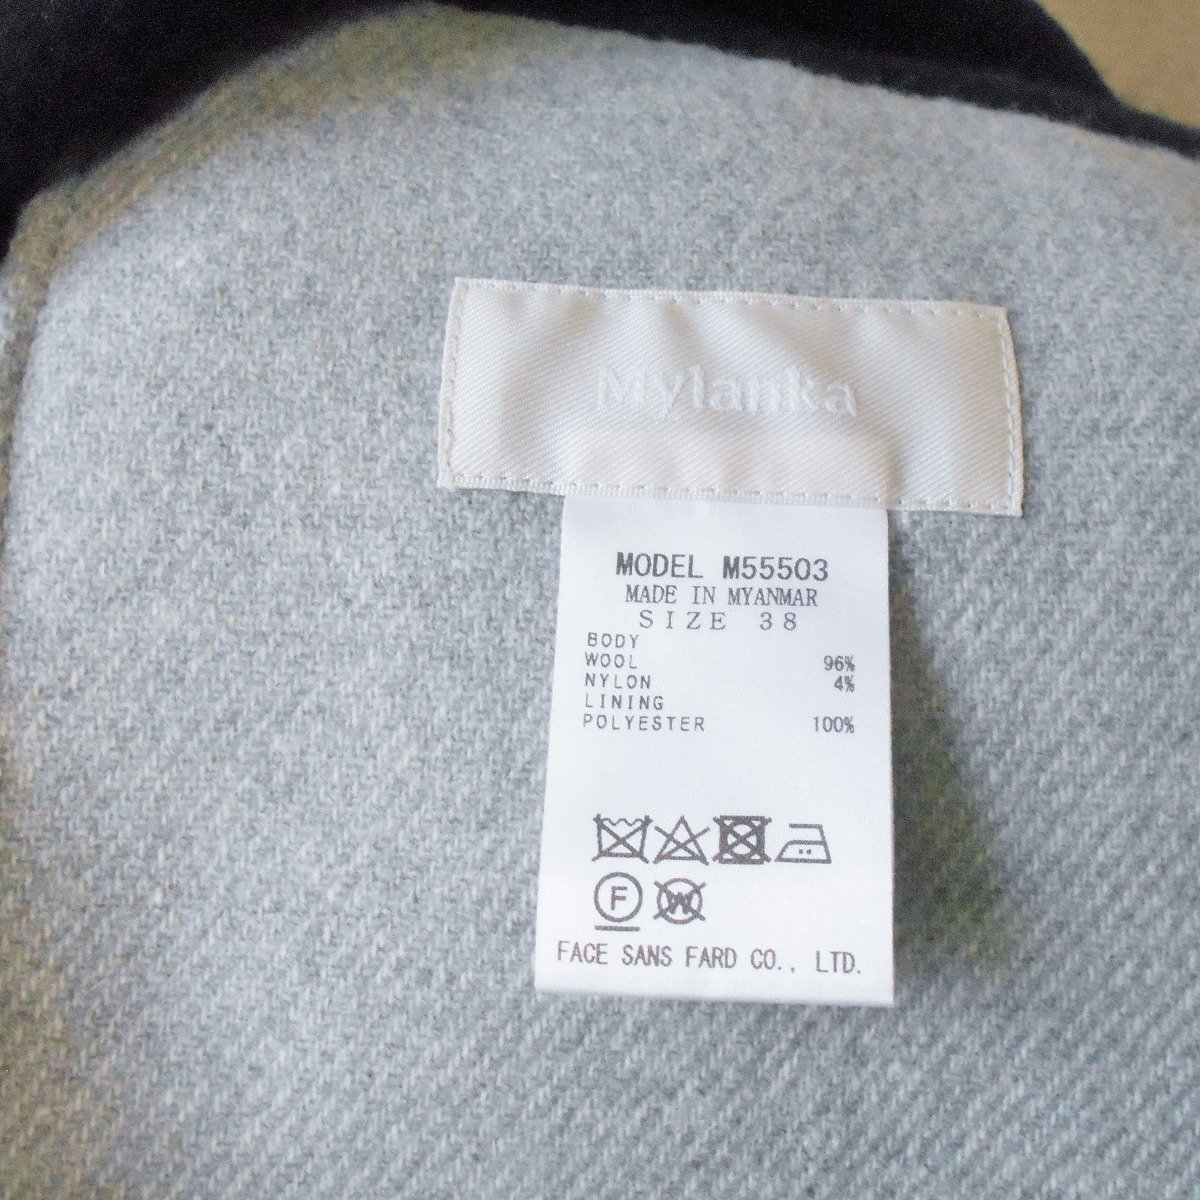 Mylanka
MODEL M55503
MADE IN MYANMAR
SIZE 38
BODY
WOOL 96%
NYLON 4%
LINING
POLYESTER 100%
F W
FACE SANS FARD CO., LTD.